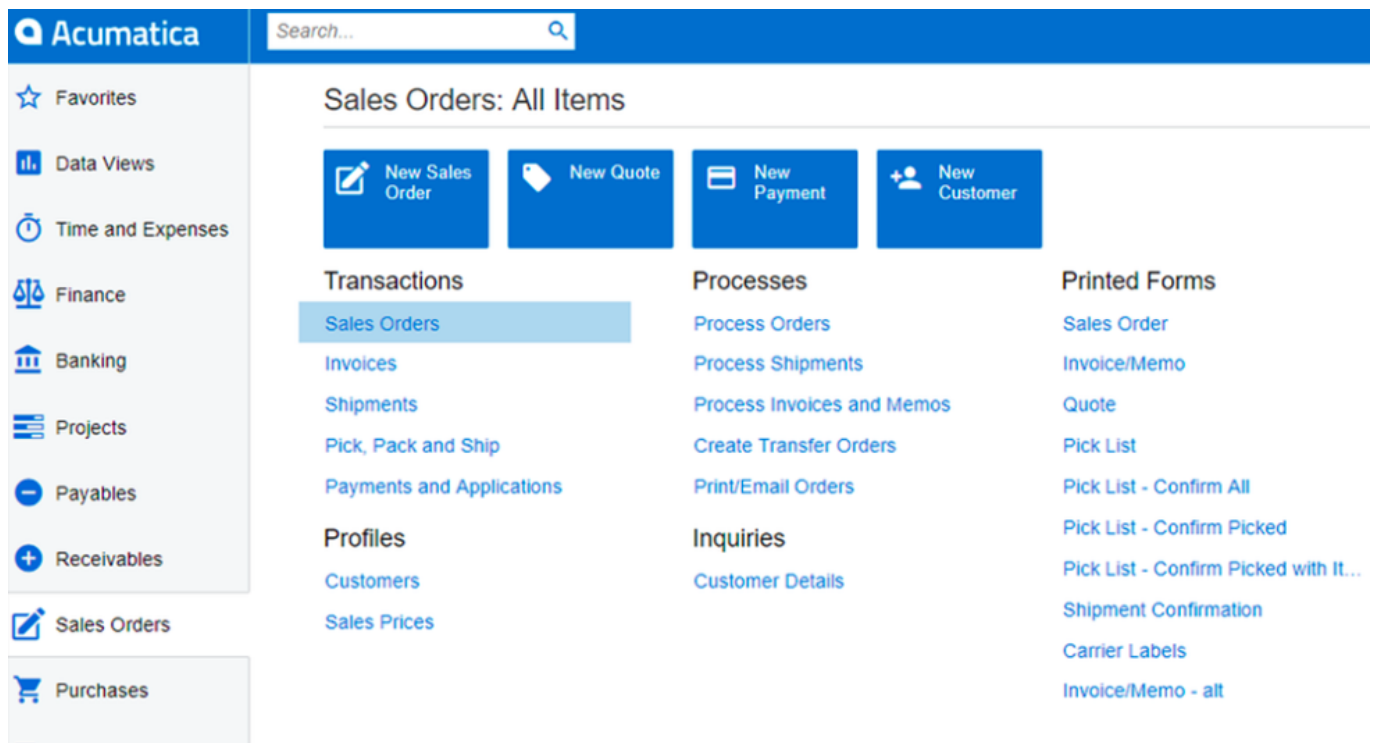 Acumatica
Search...
Favorites
Data Views
Time and Expenses
Finance
Banking
Projects
Payables
Receivables
Sales Orders
Purchases
Sales Orders: All Items
New Sales
Order
New Quote
New
Payment
New
Customer
Transactions
Sales Orders
Invoices
Shipments
Pick, Pack and Ship
Payments and Applications
Profiles
Customers
Sales Prices
Processes
Process Orders
Process Shipments
Process Invoices and Memos
Create Transfer Orders
Print/Email Orders
Inquiries
Customer Details
Printed Forms
Sales Order
Invoice/Memo
Quote
Pick List
Pick List - Confirm All
Pick List - Confirm Picked
Pick List - Confirm Picked with It...
Shipment Confirmation
Carrier Labels
Invoice/Memo - alt